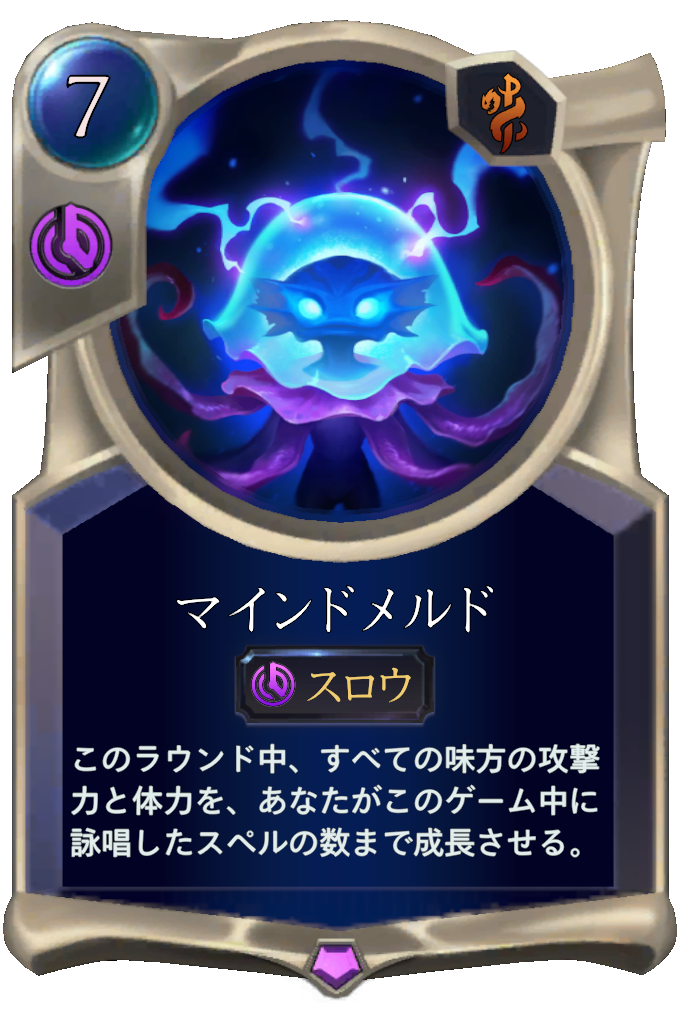 7
マインドメルド
スロウ
このラウンド中、すべての味方の攻撃
力と体力を、あなたがこのゲーム中に
詠唱したスペルの数まで成長させる。